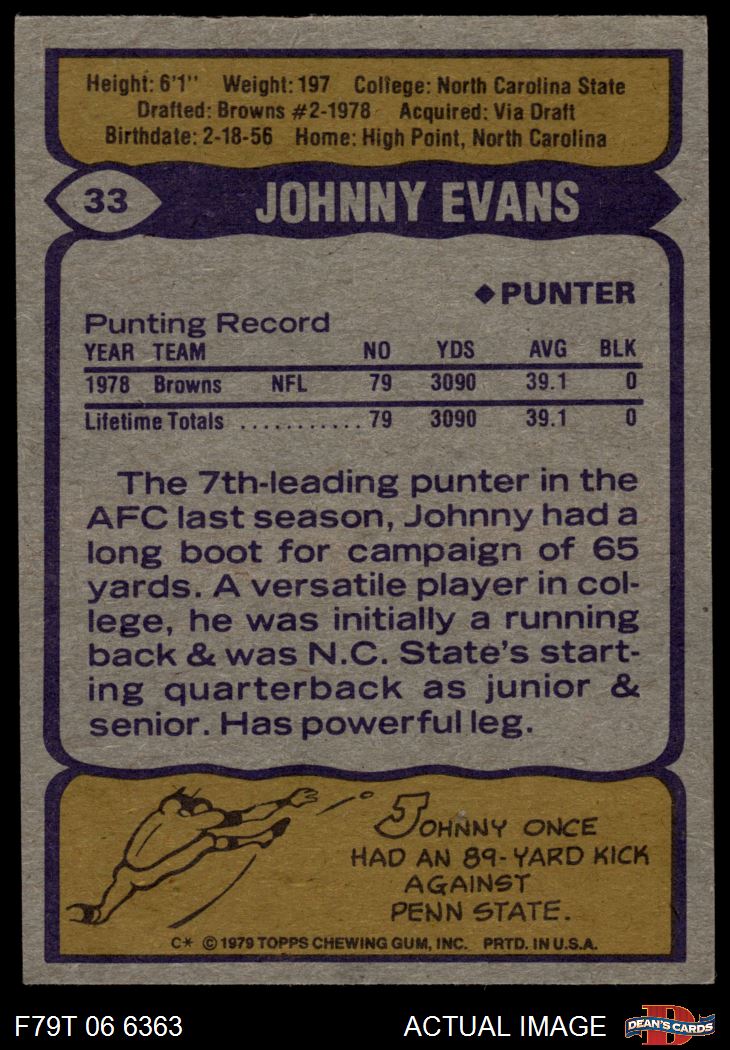 Height: 6'1" Weight: 197 College: North Carolina State
Drafted: Browns #2-1978 Acquired: Via Draft
Birthdate: 2-18-56 Home: High Point, North Carolina
33 JOHNNY EVANS
◆PUNTER
Punting Record
YEAR TEAM NO YDS AVG BLK
1978 Browns NFL 79 3090 39.1 0
Lifetime Totals ........... 79 3090 39.1 0
The 7th-leading punter in the
AFC last season, Johnny had a
long boot for campaign of 65
yards. A versatile player in col-
lege, he was initially a running
back & was N.C. State's start-
ing quarterback as junior &
senior. Has powerful leg.
JOHNNY ONCE
HAD AN 89-YARD KICK
AGAINST
PENN STATE.
C* © 1979 TOPPS CHEWING GUM, INC. PRTD. IN U.S.A.
F79T 06 6363 ACTUAL IMAGE D DEAN'S CARDS